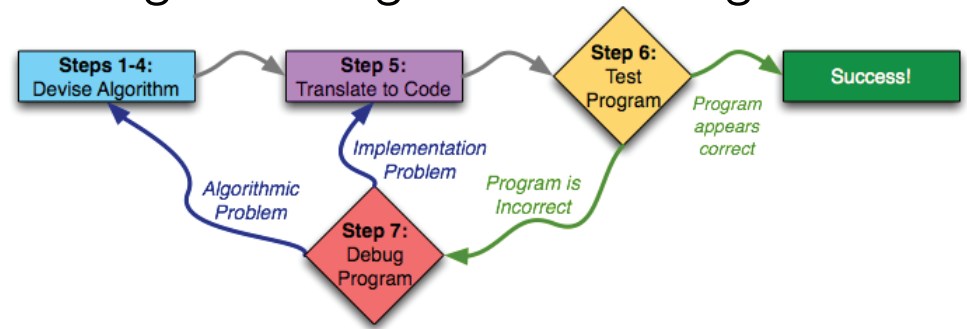 Steps 1-4:
Devise Algorithm
Step 5:
Translate to Code
Step 6:
Test
Program
Success!
Program
appears
correct
Implementation
Problem
Program is
Incorrect
Algorithmic
Problem
Step 7:
Debug
Program